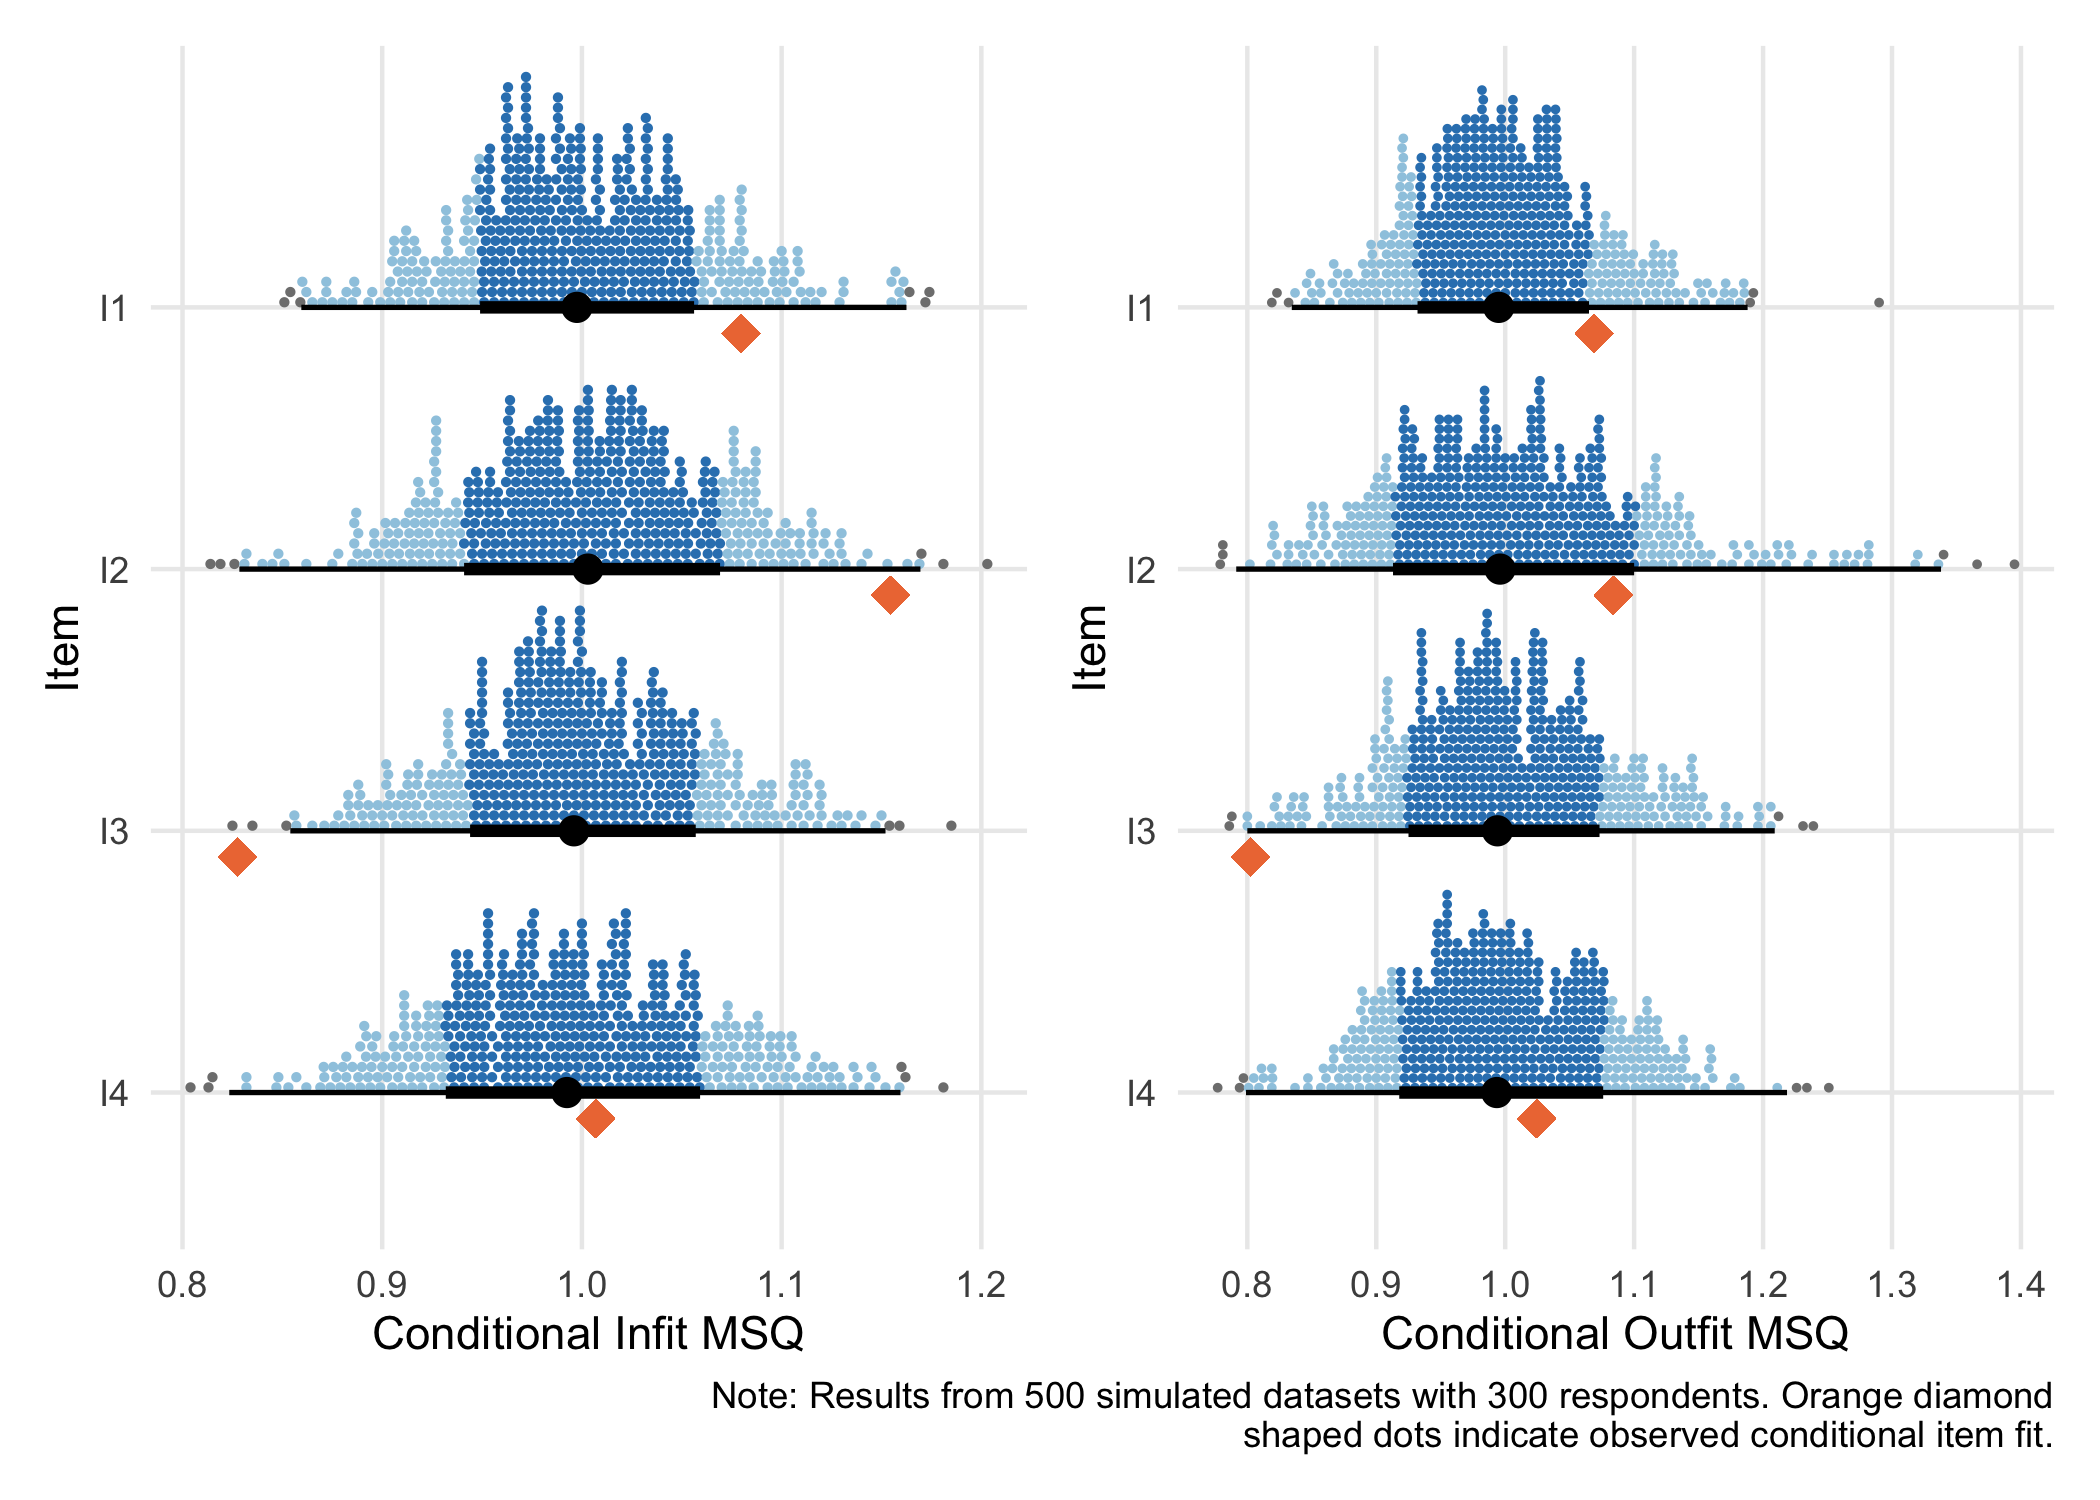 I1
I2
I3
I4
Item
0.8 0.9 1.0 1.1 1.2
Conditional Infit MSQ
I1
I2
I3
I4
Item
0.8 0.9 1.0 1.1 1.2 1.3 1.4
Conditional Outfit MSQ
Note: Results from 500 simulated datasets with 300 respondents. Orange diamond
shaped dots indicate observed conditional item fit.